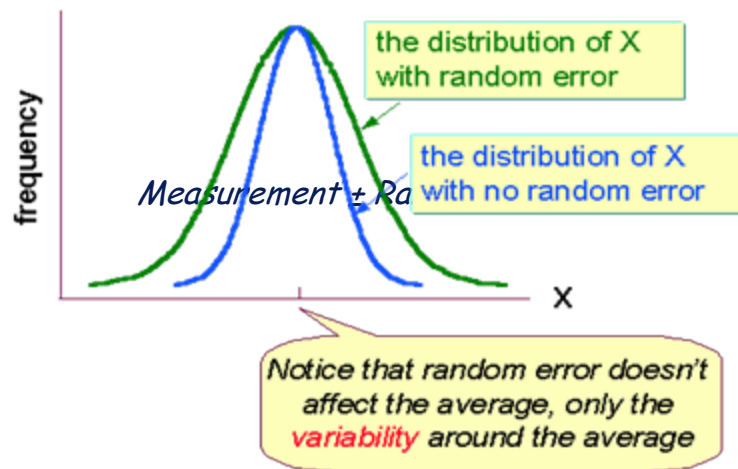 the distribution of X
with random error
the distribution of X
with no random error
frequency
Measurement ± Ra
X
Notice that random error doesn't
affect the average, only the
variability around the average